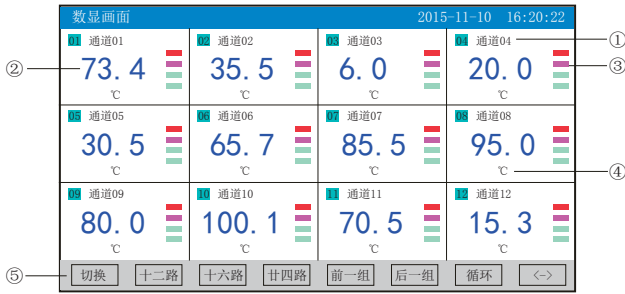 数显画面 2015-11-10 16:20:22
01 通道01 02 通道02 03 通道03 04 通道04 ①
② 73.4 35.5 6.0 20.0 ③
℃ ℃ ℃ ℃
05 通道05 06 通道06 07 通道07 08 通道08
30.5 65.7 85.5 95.0
℃ ℃ ℃ ℃ ④
09 通道09 10 通道10 11 通道11 12 通道12
80.0 100.1 70.5 15.3
℃ ℃ ℃ ℃
⑤ 切换 十二路 十六路 廿四路 前一组 后一组 循环 <->